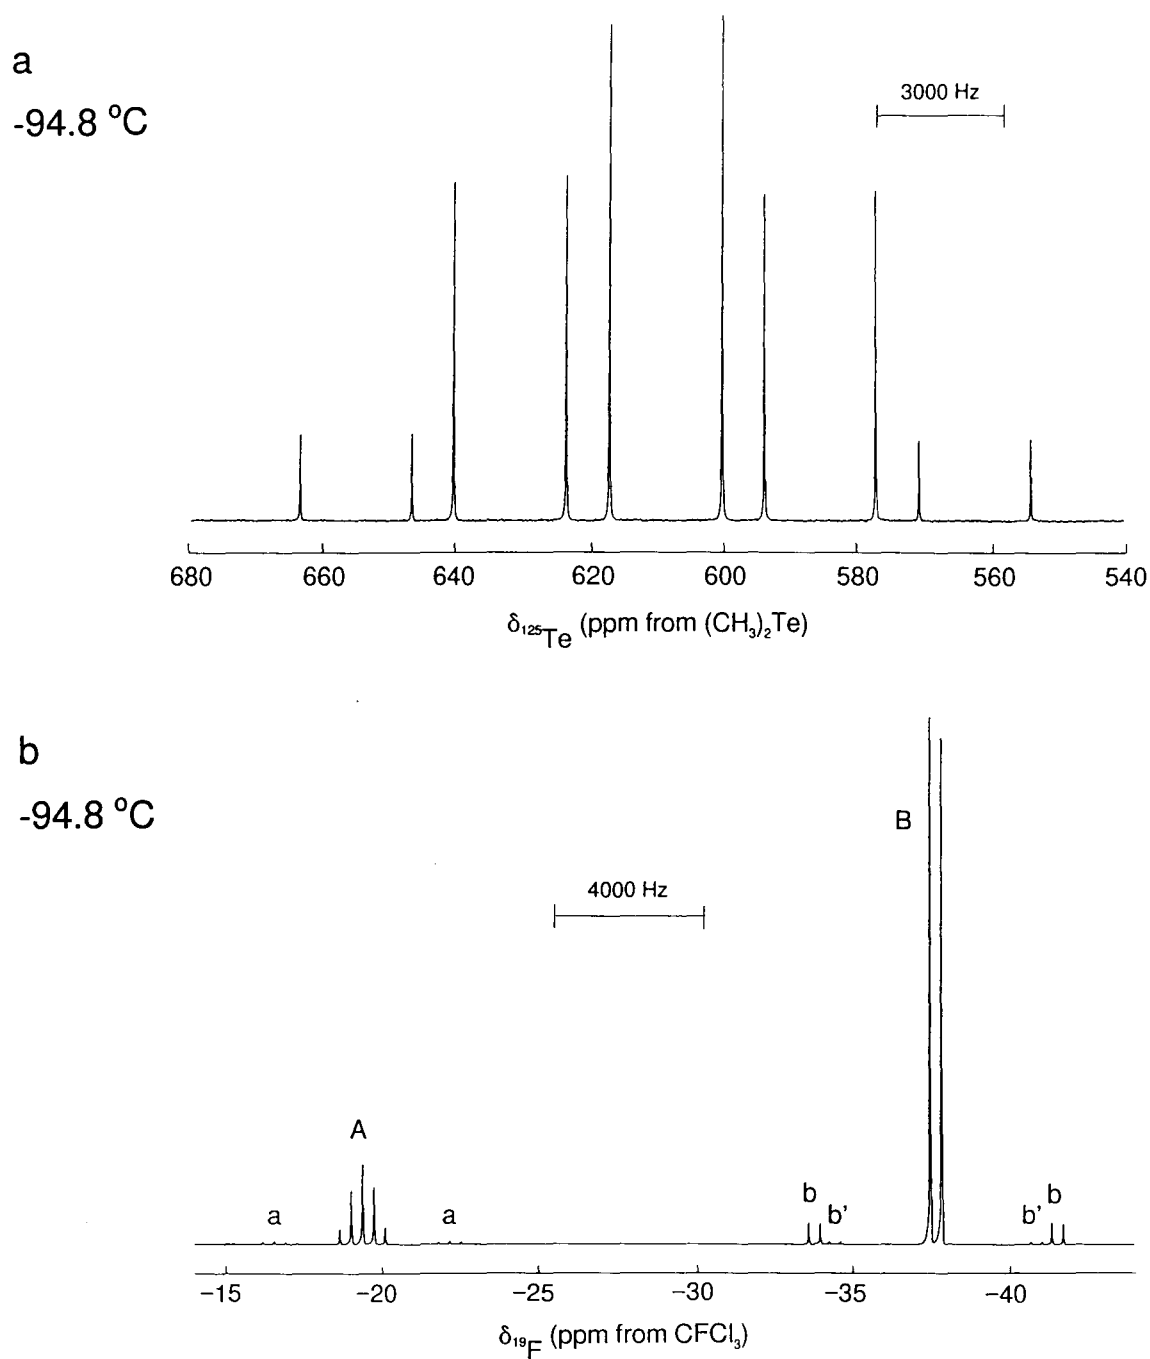 a
-94.8 °C
3000 Hz
680 660 640 620 600 580 560 540
δ₁₂₅Te (ppm from (CH₃)₂Te)
b
-94.8 °C
B
4000 Hz
A
a a b b' b' b
−15 −20 −25 −30 −35 −40
δ₁₉F (ppm from CFCl₃)